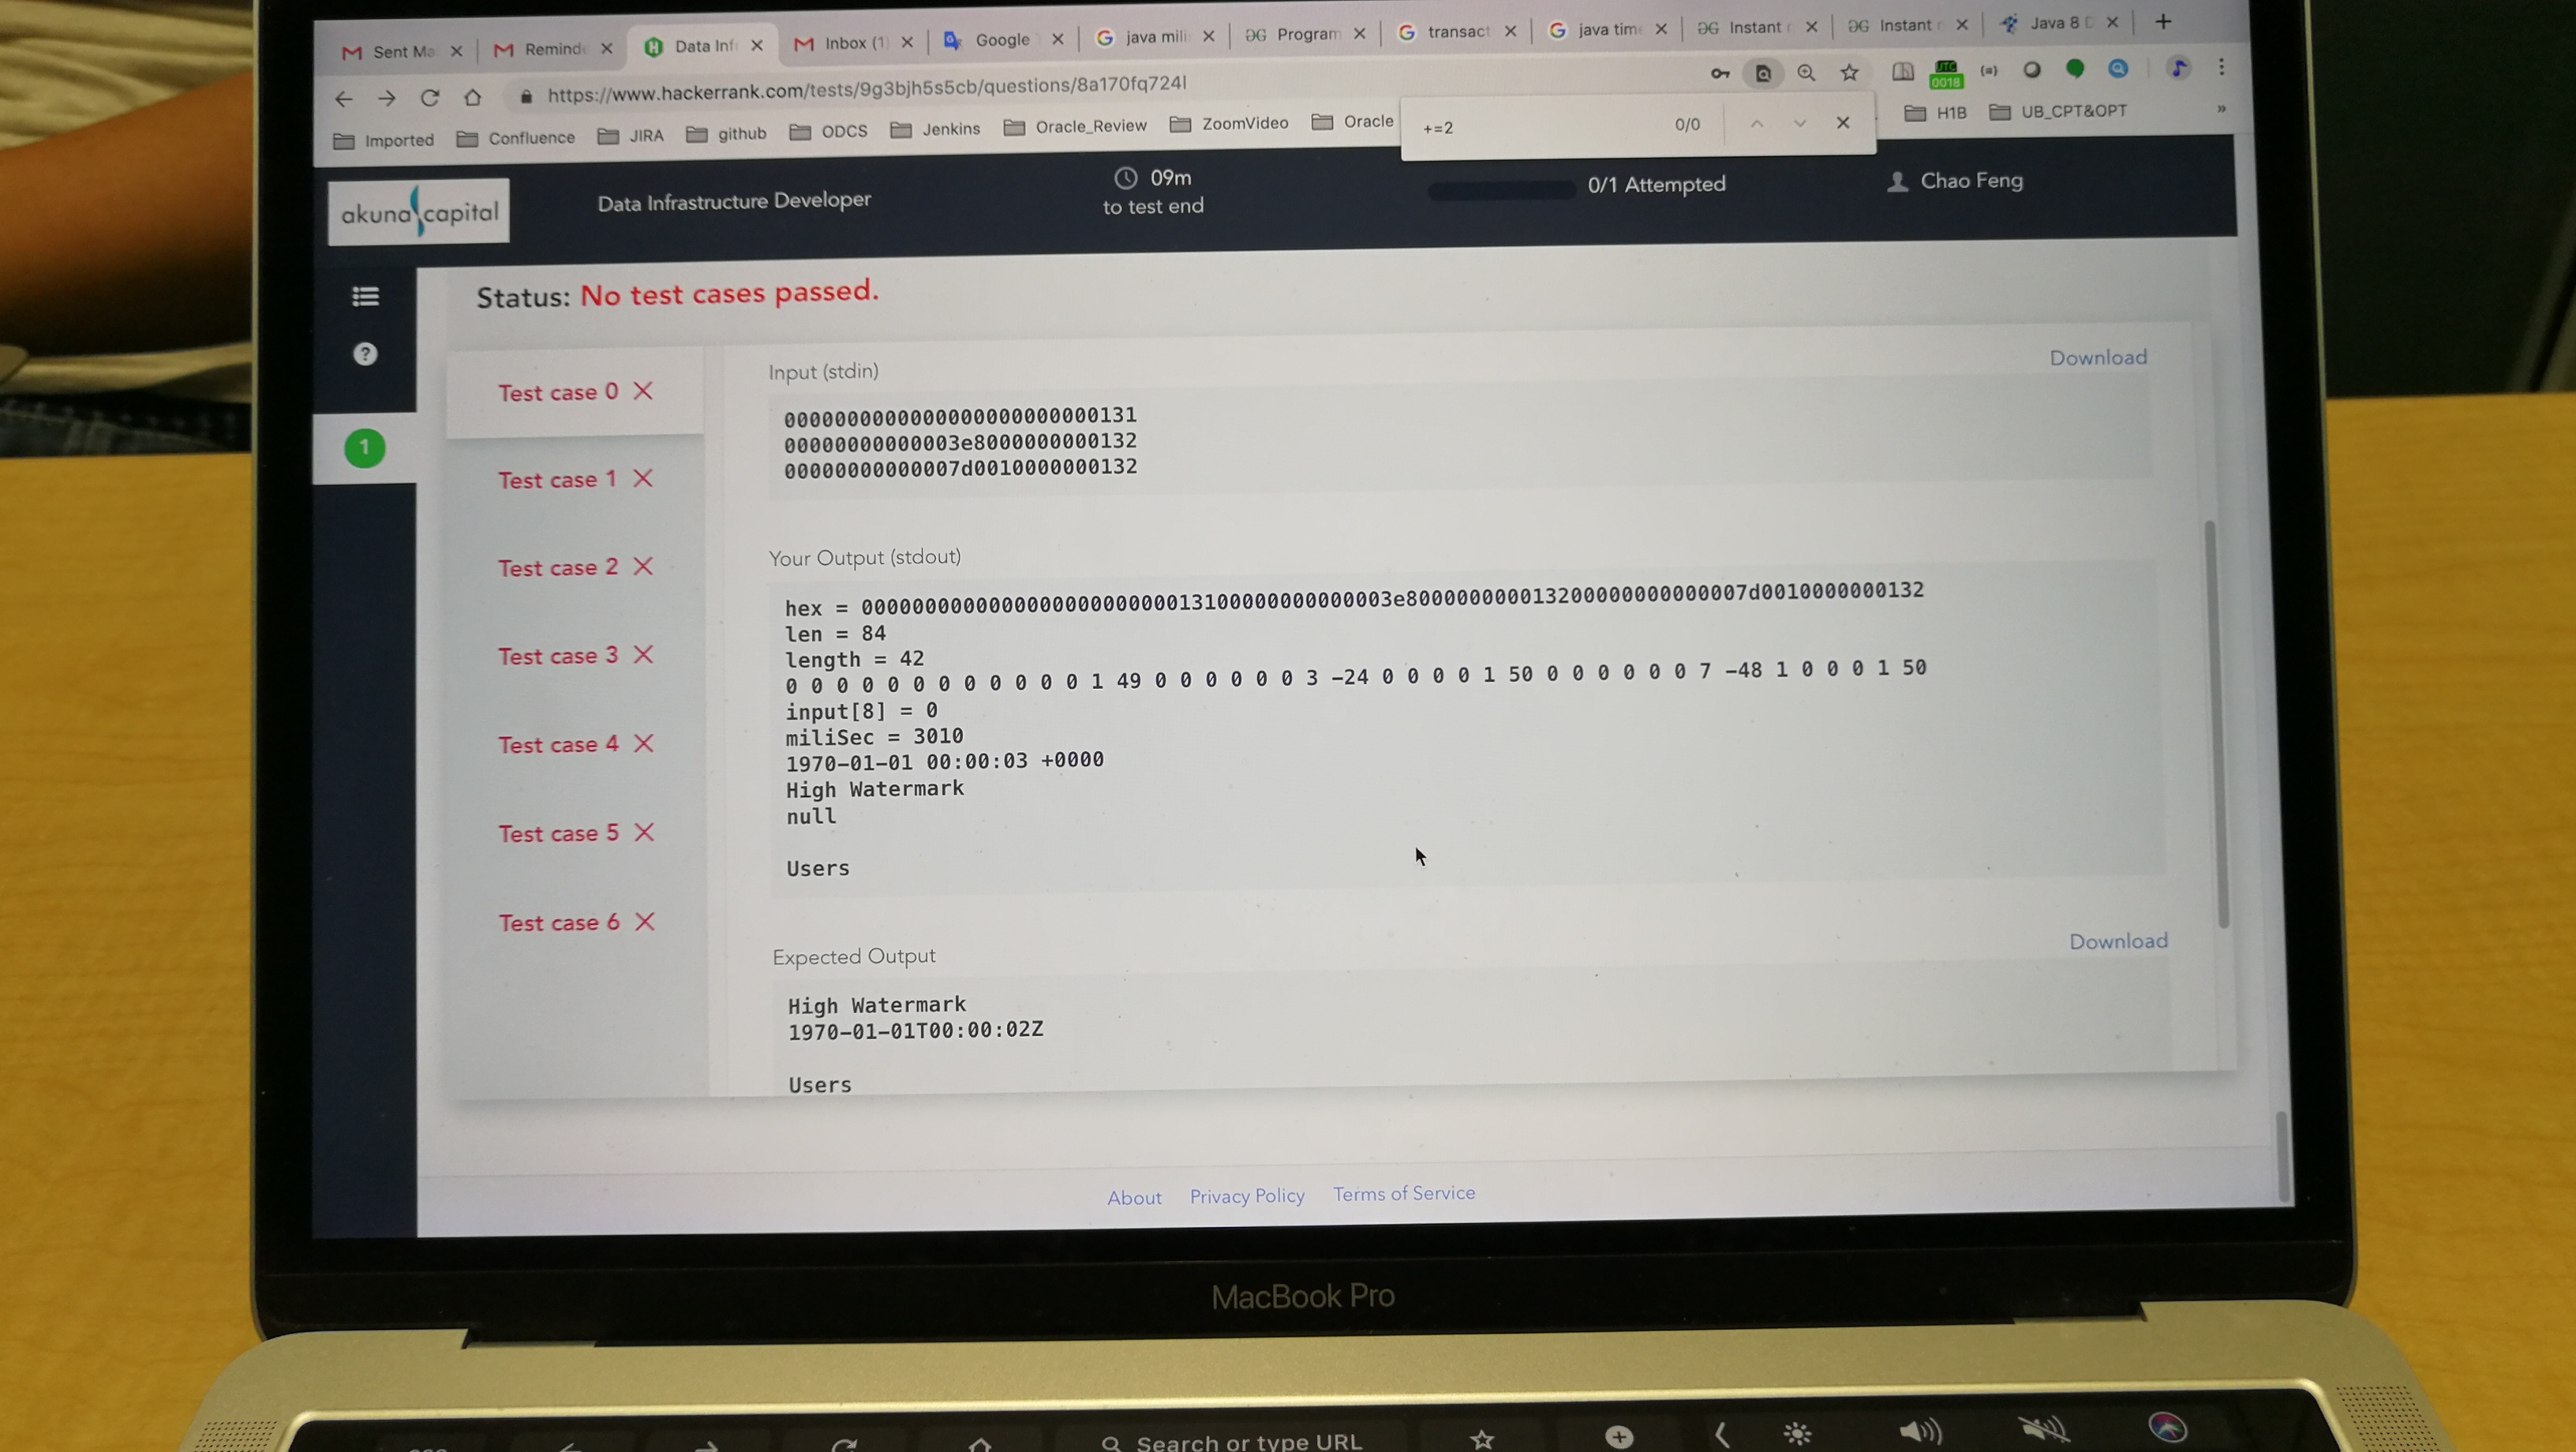 Sent Ma
Remind
Data Inf
Inbox (1)
Google
java mili
Program
transact
java time
Instant r
Instant r
Java 8 D
https://www.hackerrank.com/tests/9g3bjh5s5cb/questions/8a170fq724l
UTC
0018
Imported
Confluence
JIRA
github
ODCS
Jenkins
Oracle_Review
ZoomVideo
Oracle
+=2
0/0
H1B
UB_CPT&OPT
»
akuna capital
Data Infrastructure Developer
09m
to test end
0/1 Attempted
Chao Feng
Status: No test cases passed.
1
Test case 0
Test case 1
Test case 2
Test case 3
Test case 4
Test case 5
Test case 6
Input (stdin)
Download
0000000000000000000000000131
00000000000003e8000000000132
00000000000007d0010000000132
Your Output (stdout)
hex = 000000000000000000000000013100000000000003e800000000013200000000000007d0010000000132
len = 84
length = 42
0 0 0 0 0 0 0 0 0 0 0 0 1 49 0 0 0 0 0 0 3 -24 0 0 0 0 1 50 0 0 0 0 0 0 7 -48 1 0 0 0 1 50
input[8] = 0
miliSec = 3010
1970-01-01 00:00:03 +0000
High Watermark
null
Users
Expected Output
Download
High Watermark
1970-01-01T00:00:02Z
Users
About
Privacy Policy
Terms of Service
MacBook Pro
Search or type URL